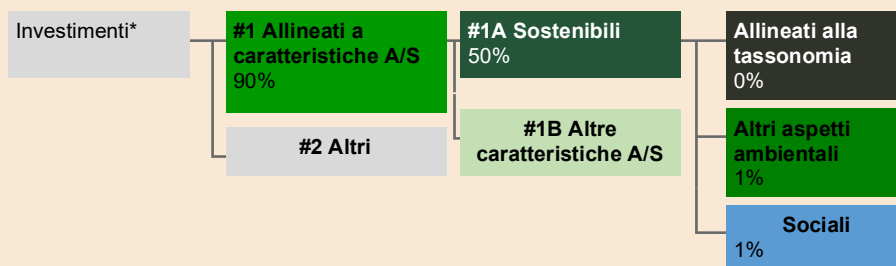 Investimenti*
#1 Allineati a
caratteristiche A/S
90%
#2 Altri
#1A Sostenibili
50%
#1B Altre
caratteristiche A/S
Allineati alla
tassonomia
0%
Altri aspetti
ambientali
1%
Sociali
1%